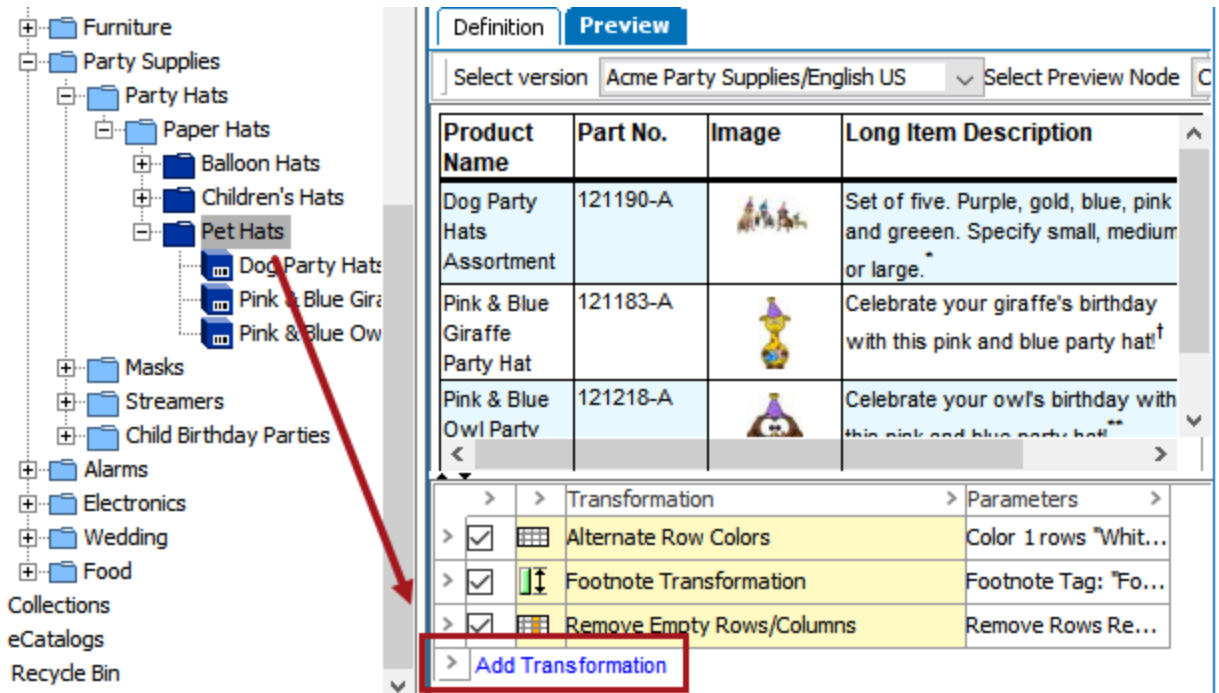 Furniture
Party Supplies
Party Hats
Paper Hats
Balloon Hats
Children's Hats
Pet Hats
Dog Party Hats
Pink & Blue Gira
Pink & Blue Ow
Masks
Streamers
Child Birthday Parties
Alarms
Electronics
Wedding
Food
Collections
eCatalogs
Recycle Bin
Definition Preview
Select version Acme Party Supplies/English US Select Preview Node
Product Name Part No. Image Long Item Description
Dog Party Hats Assortment
121190-A
Set of five. Purple, gold, blue, pink
and greeen. Specify small, medium
or large.*
Pink & Blue
Giraffe
Party Hat
121183-A
Celebrate your giraffe's birthday
with this pink and blue party hat!†
Pink & Blue
Owl Party
121218-A
Celebrate your owl's birthday with
this pink and blue party hat!**
Transformation Parameters
Alternate Row Colors Color 1 rows "Whit...
Footnote Transformation Footnote Tag: "Fo...
Remove Empty Rows/Columns Remove Rows Re...
Add Transformation